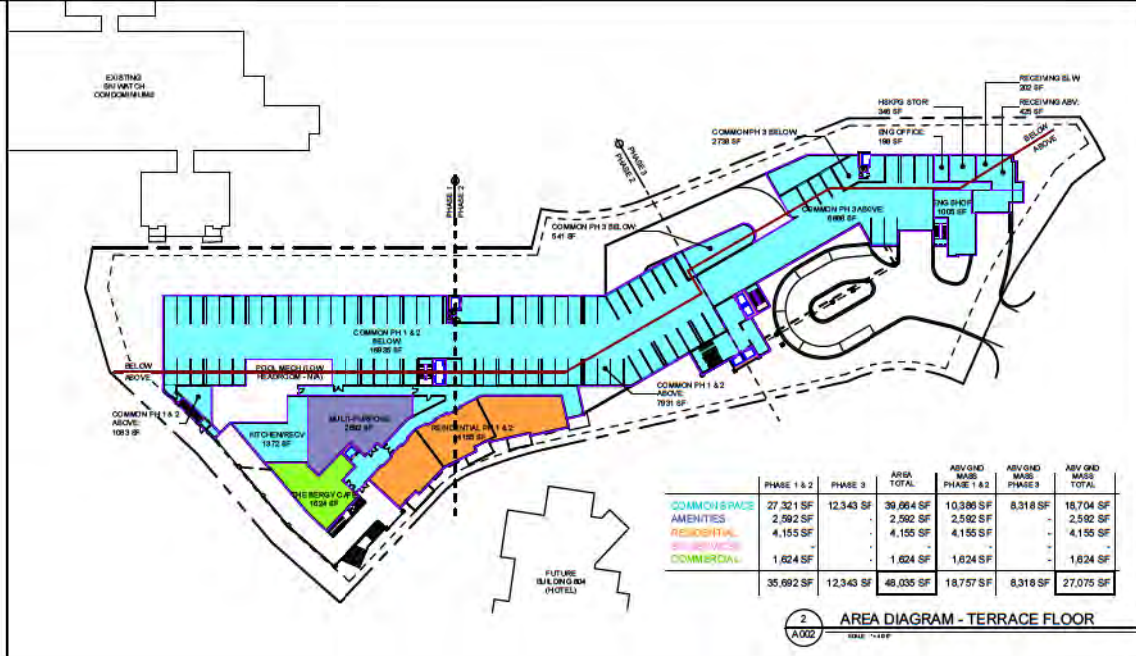 EXISTING
SKI WATCH
CONDOMINIUMS
RECEIVING BLW:
202 SF
RECEIVING ABV:
425 SF
HSKPG STOR:
346 SF
ENG OFFICE:
198 SF
COMMON PH 3 BELOW:
2738 SF
BELOW
ABOVE
PHASE 3
PHASE 2
PHASE 1
PHASE 2
COMMON PH 3 ABOVE:
6686 SF
ENG SHOP:
1005 SF
COMMON PH 3 BELOW:
541 SF
COMMON PH 1 & 2
BELOW:
16935 SF
BELOW
ABOVE
POOL MECH (LOW
HEADROOM - N/A)
COMMON PH 1 & 2
ABOVE:
1083 SF
COMMON PH 1 & 2
ABOVE:
7931 SF
KITCHEN/RECV:
1372 SF
MULTI-PURPOSE:
2592 SF
RESIDENTIAL PH 1 & 2:
4155 SF
THE BERGY CAFE:
1624 SF
FUTURE
BUILDING 804
(HOTEL)
PHASE 1 & 2 PHASE 3 AREA TOTAL ABV GND MASS PHASE 1 & 2 ABV GND MASS PHASE 3 ABV GND MASS TOTAL
COMMON SPACE 27,321 SF 12,343 SF 39,664 SF 10,386 SF 8,318 SF 18,704 SF
AMENITIES 2,592 SF - 2,592 SF 2,592 SF - 2,592 SF
RESIDENTIAL 4,155 SF - 4,155 SF 4,155 SF - 4,155 SF
- - - - - -
COMMERCIAL 1,624 SF - 1,624 SF 1,624 SF - 1,624 SF
35,692 SF 12,343 SF 48,035 SF 18,757 SF 8,318 SF 27,075 SF
2
A002
AREA DIAGRAM - TERRACE FLOOR